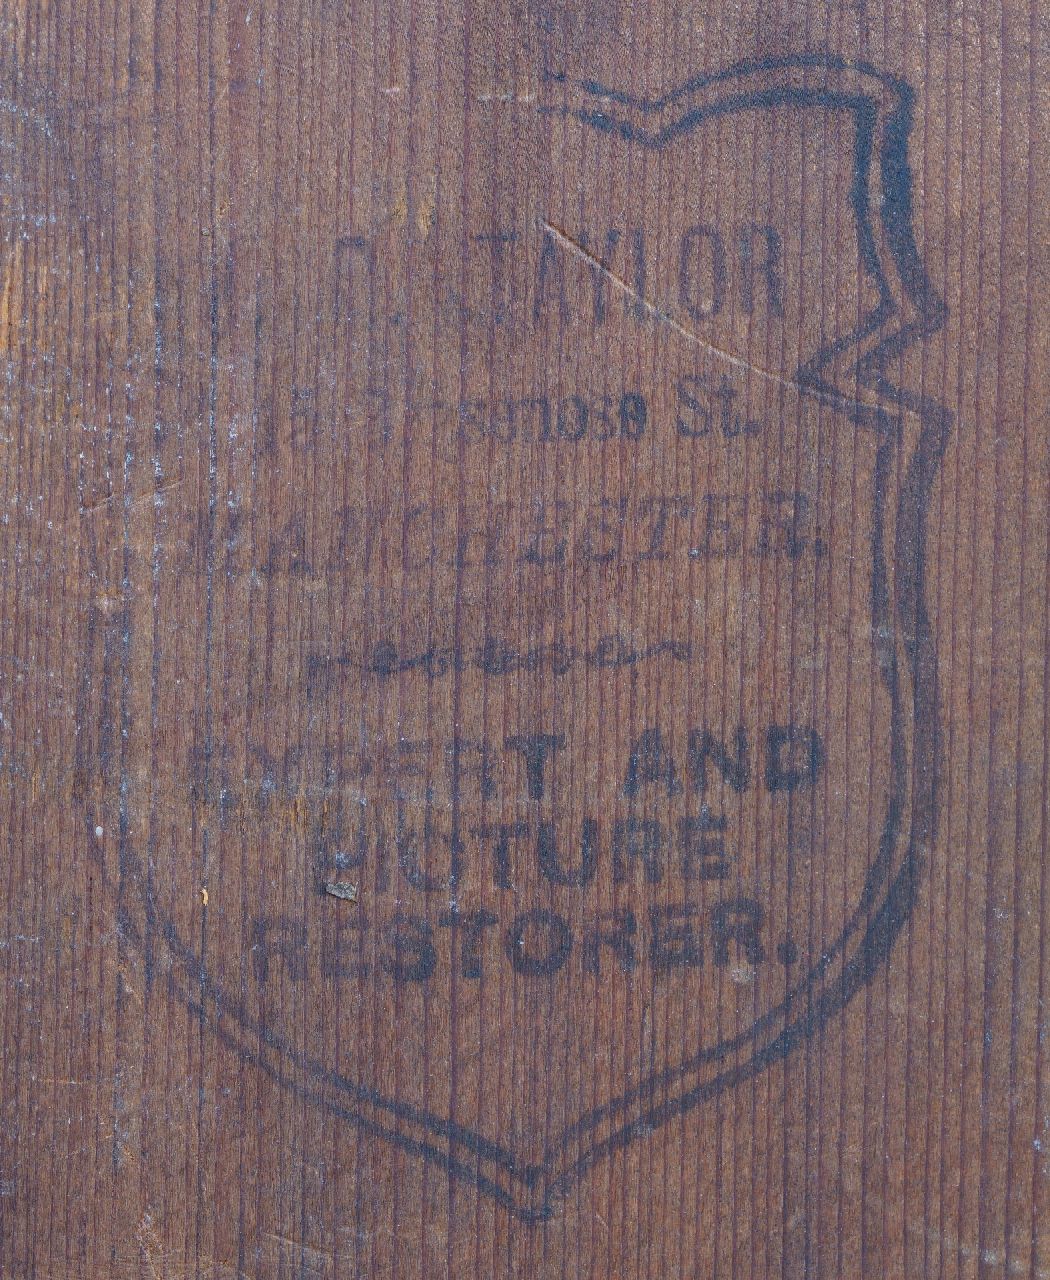 TAYLOR
St.
MANCHESTER.
EXPERT AND
PICTURE
RESTORER.